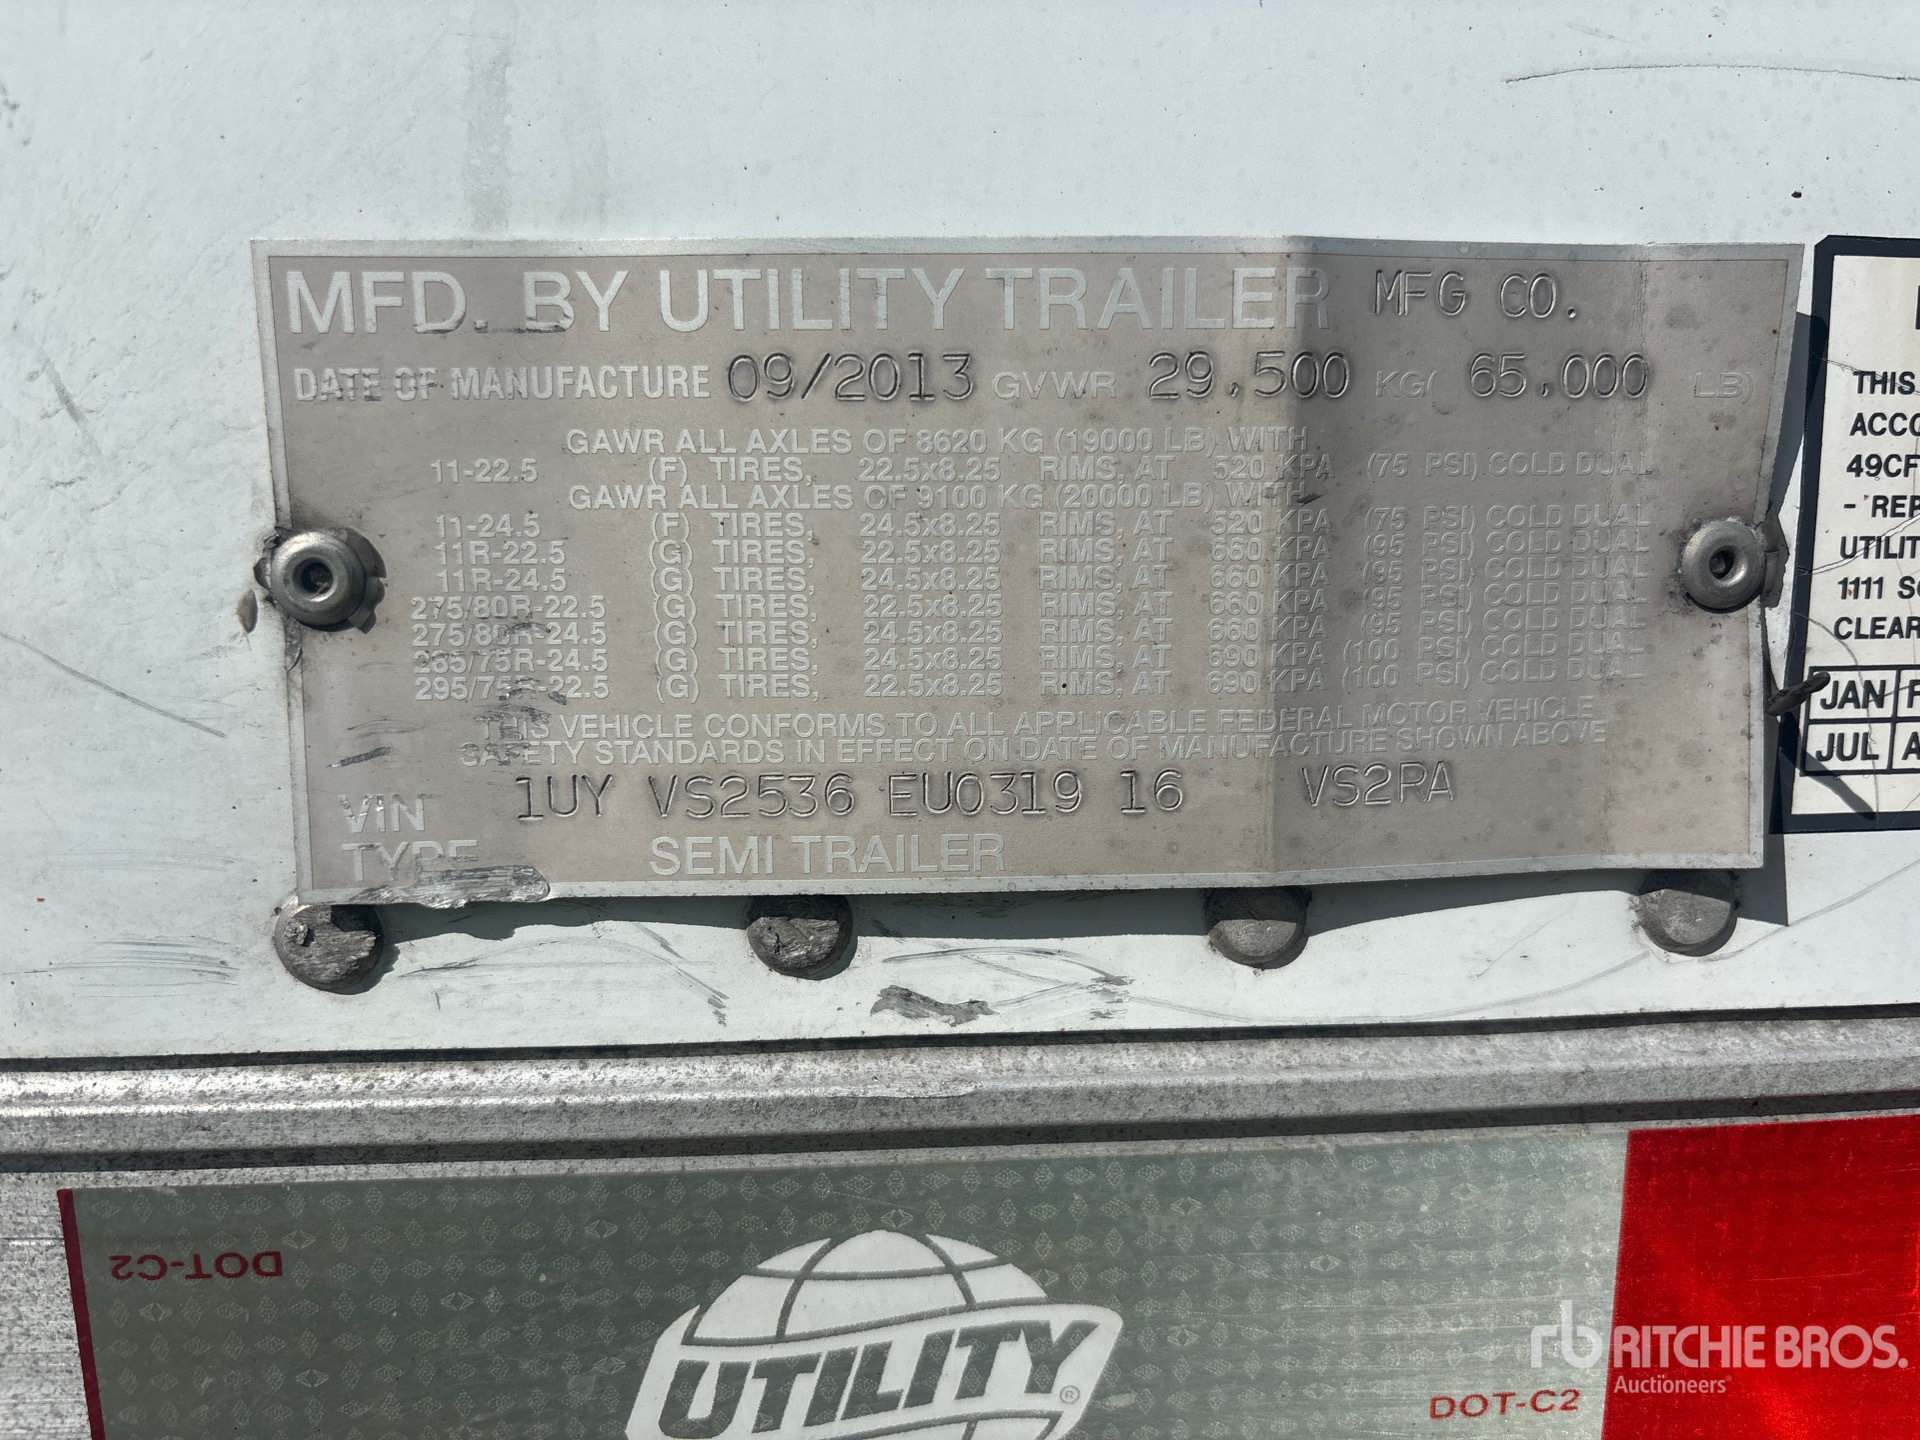 MFD. BY UTILITY TRAILER MFG CO.
DATE OF MANUFACTURE 09/2013 GVWR 29,500 KG( 65,000 LB)
GAWR ALL AXLES OF 8620 KG (19000 LB) WITH
11-22.5 (F) TIRES, 22.5x8.25 RIMS, AT 520 KPA (75 PSI) COLD DUAL
GAWR ALL AXLES OF 9100 KG (20000 LB) WITH
11-24.5 (F) TIRES, 24.5x8.25 RIMS, AT 520 KPA (75 PSI) COLD DUAL
11R-22.5 (G) TIRES, 22.5x8.25 RIMS, AT 660 KPA (95 PSI) COLD DUAL
11R-24.5 (G) TIRES, 24.5x8.25 RIMS, AT 660 KPA (95 PSI) COLD DUAL
275/80R-22.5 (G) TIRES, 22.5x8.25 RIMS, AT 660 KPA (95 PSI) COLD DUAL
275/80R-24.5 (G) TIRES, 24.5x8.25 RIMS, AT 660 KPA (95 PSI) COLD DUAL
285/75R-24.5 (G) TIRES, 24.5x8.25 RIMS, AT 690 KPA (100 PSI) COLD DUAL
295/75R-22.5 (G) TIRES, 22.5x8.25 RIMS, AT 690 KPA (100 PSI) COLD DUAL
THIS VEHICLE CONFORMS TO ALL APPLICABLE FEDERAL MOTOR VEHICLE
SAFETY STANDARDS IN EFFECT ON DATE OF MANUFACTURE SHOWN ABOVE
VIN 1UY VS2536 EU0319 16 VS2RA
TYPE SEMI TRAILER
THIS
ACCO
49CF
- REP
UTILIT
1111 SO
CLEAR
JAN F
JUL A
DOT-C2
UTILITY®
DOT-C2
rb RITCHIE BROS.
Auctioneers